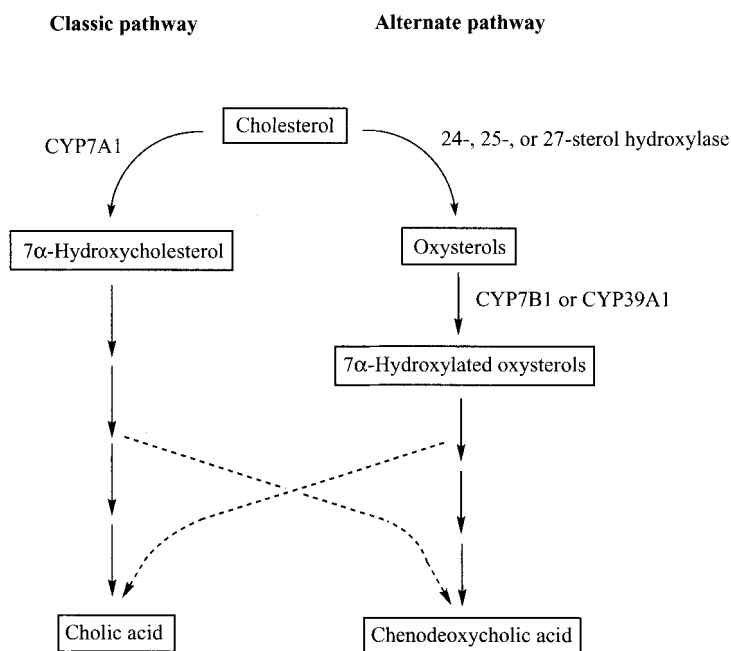 Classic pathway
Alternate pathway
Cholesterol
CYP7A1
24-, 25-, or 27-sterol hydroxylase
7α-Hydroxycholesterol
Oxysterols
CYP7B1 or CYP39A1
7α-Hydroxylated oxysterols
Cholic acid
Chenodeoxycholic acid